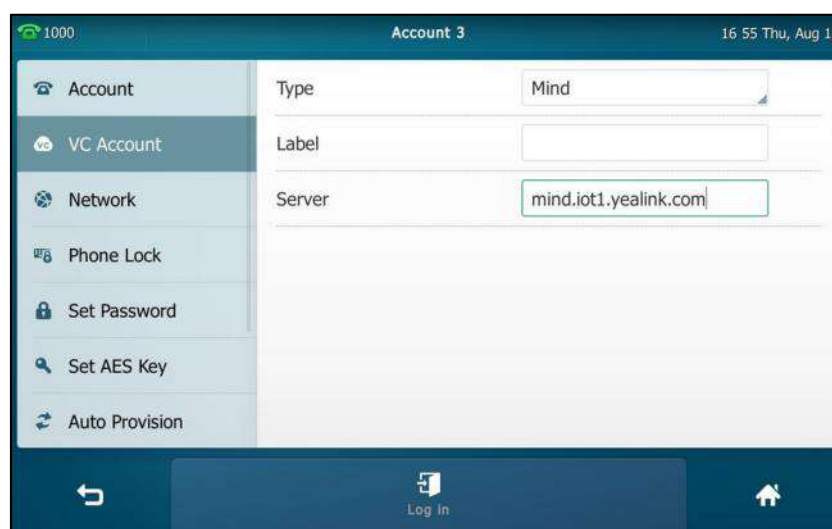 1000 Account 3 16 55 Thu, Aug 1
Account
VC Account
Network
Phone Lock
Set Password
Set AES Key
Auto Provision
Type Mind
Label
Server mind.iot1.yealink.com
Log In